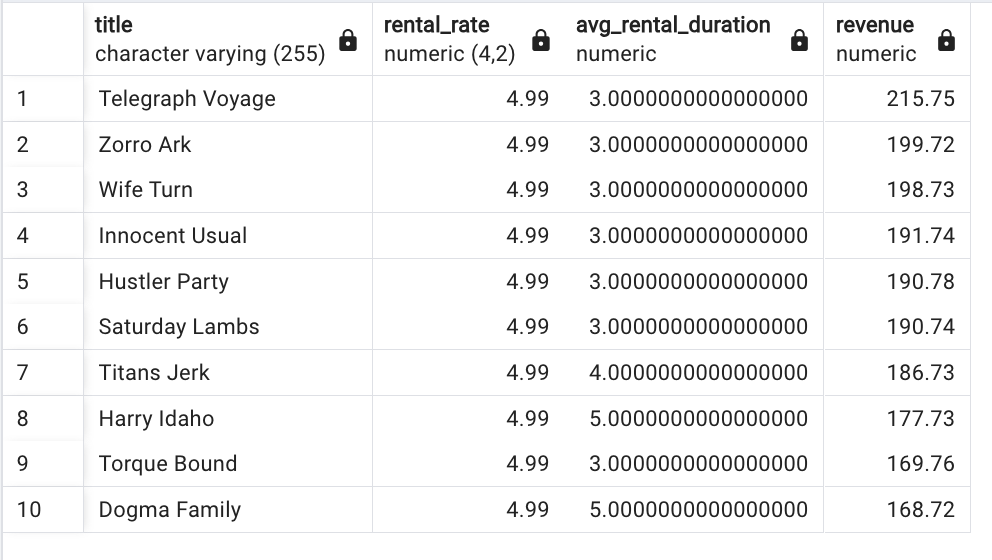 title rental_rate avg_rental_duration revenue
character varying (255) numeric (4,2) numeric numeric
1 Telegraph Voyage 4.99 3.0000000000000000 215.75
2 Zorro Ark 4.99 3.0000000000000000 199.72
3 Wife Turn 4.99 3.0000000000000000 198.73
4 Innocent Usual 4.99 3.0000000000000000 191.74
5 Hustler Party 4.99 3.0000000000000000 190.78
6 Saturday Lambs 4.99 3.0000000000000000 190.74
7 Titans Jerk 4.99 4.0000000000000000 186.73
8 Harry Idaho 4.99 5.0000000000000000 177.73
9 Torque Bound 4.99 3.0000000000000000 169.76
10 Dogma Family 4.99 5.0000000000000000 168.72